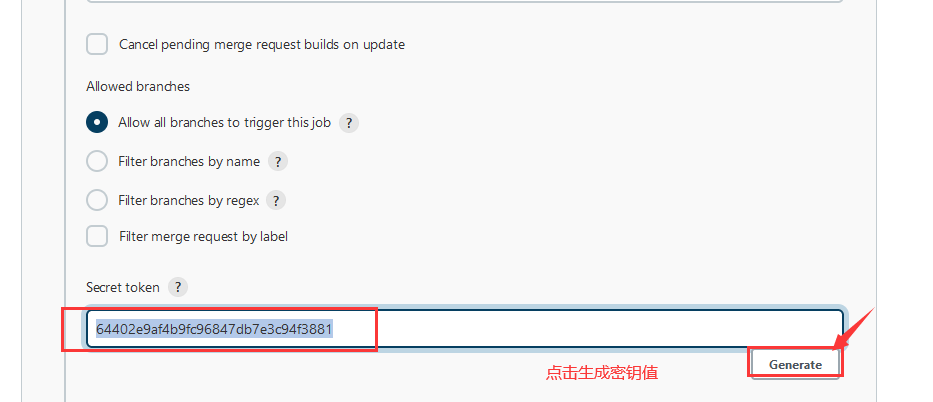 Cancel pending merge request builds on update
Allowed branches
Allow all branches to trigger this job ?
Filter branches by name ?
Filter branches by regex ?
Filter merge request by label
Secret token ?
64402e9af4b9fc96847db7e3c94f3881
点击生成密钥值
Generate